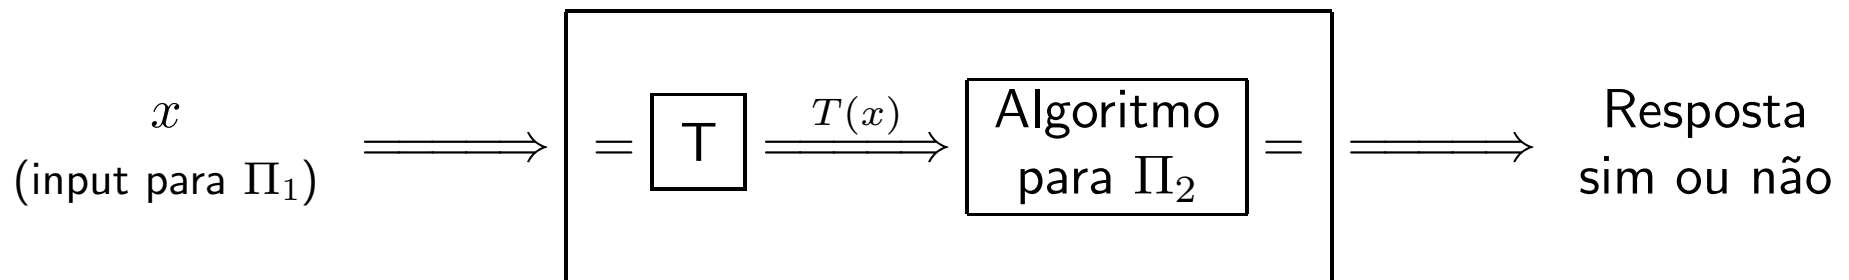 x
(input para Π₁)
= T
T(x)
Algoritmo
para Π₂
=
Resposta
sim ou não